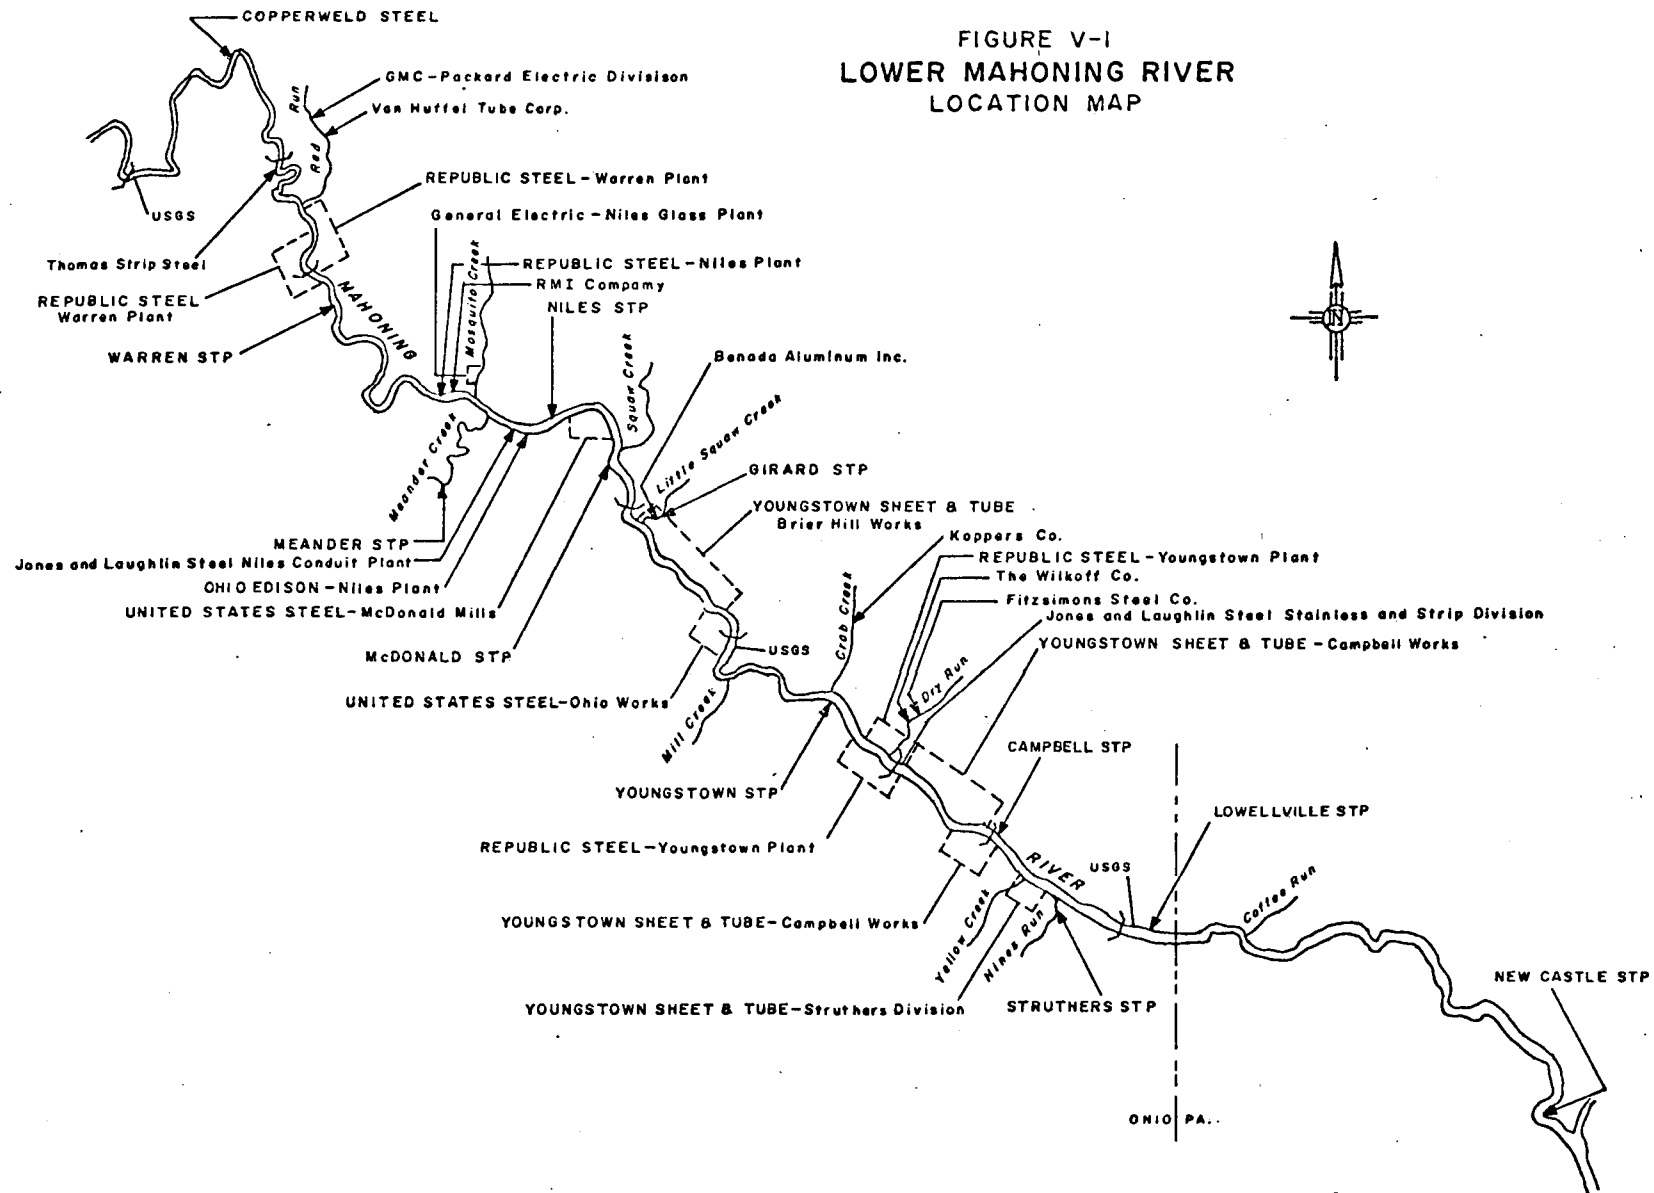 FIGURE V-1
LOWER MAHONING RIVER
LOCATION MAP
COPPERWELD STEEL
GMC-Packard Electric Divisison
Van Huffel Tube Corp.
Red Run
REPUBLIC STEEL-Warren Plant
USGS
General Electric-Niles Glass Plant
Thomas Strip Steel
REPUBLIC STEEL-Niles Plant
RMI Compamy
REPUBLIC STEEL
Warren Plant
NILES STP
Mosquito Creek
MAHONING
WARREN STP
Squaw Creek
Benada Aluminum Inc.
N
Little Squaw Creek
Meander Creek
GIRARD STP
YOUNGSTOWN SHEET & TUBE
Brier Hill Works
MEANDER STP
Koppers Co.
Jones and Laughlin Steel Niles Conduit Plant
REPUBLIC STEEL-Youngstown Plant
OHIO EDISON-Niles Plant
The Wilkoff Co.
UNITED STATES STEEL-McDonald Mills
Fitzsimons Steel Co.
Jones and Laughlin Steel Stainless and Strip Division
Crab Creek
YOUNGSTOWN SHEET & TUBE-Campbell Works
McDONALD STP
USGS
UNITED STATES STEEL-Ohio Works
Dry Run
Mill Creek
CAMPBELL STP
YOUNGSTOWN STP
LOWELLVILLE STP
REPUBLIC STEEL-Youngstown Plant
RIVER
USGS
Coffee Run
YOUNGSTOWN SHEET & TUBE-Campbell Works
Yellow Creek
Hines Run
NEW CASTLE STP
YOUNGSTOWN SHEET & TUBE-Struthers Division
STRUTHERS STP
OHIO PA.